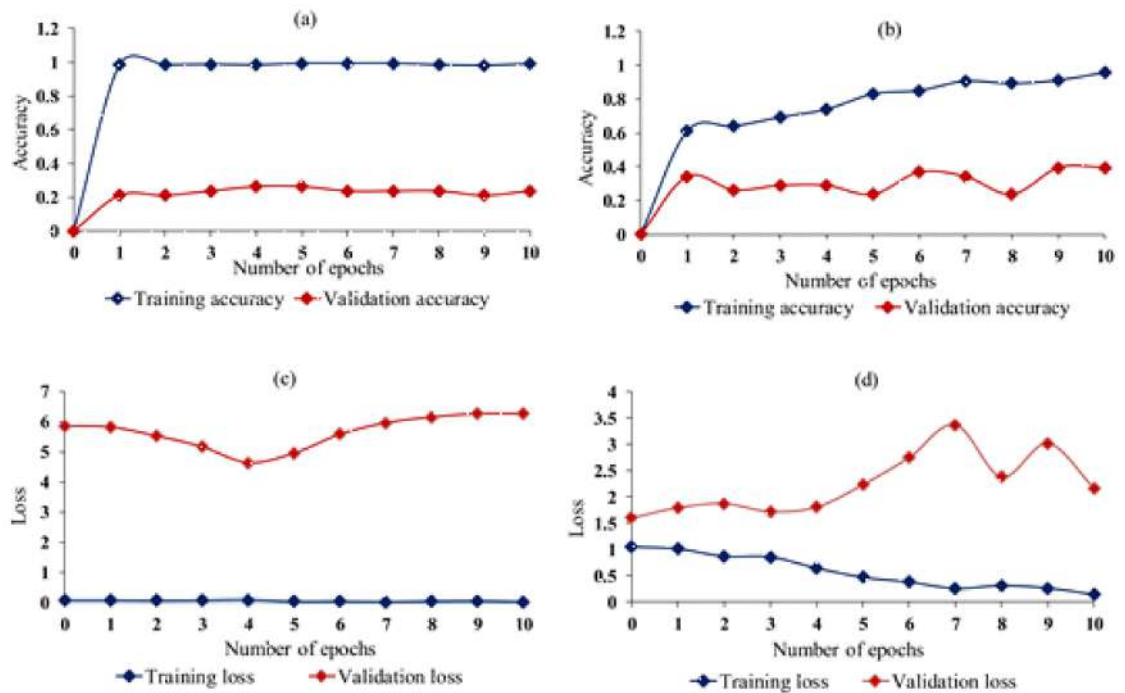 (a)
1.2
1
0.8
0.6
0.4
0.2
0
Accuracy
0 1 2 3 4 5 6 7 8 9 10
Number of epochs
Training accuracy Validation accuracy
(b)
1.2
1
0.8
0.6
0.4
0.2
0
Accuracy
0 1 2 3 4 5 6 7 8 9 10
Number of epochs
Training accuracy Validation accuracy
(c)
7
6
5
4
3
2
1
0
Loss
0 1 2 3 4 5 6 7 8 9 10
Number of epochs
Training loss Validation loss
(d)
4
3.5
3
2.5
2
1.5
1
0.5
0
Loss
0 1 2 3 4 5 6 7 8 9 10
Number of epochs
Training loss Validation loss